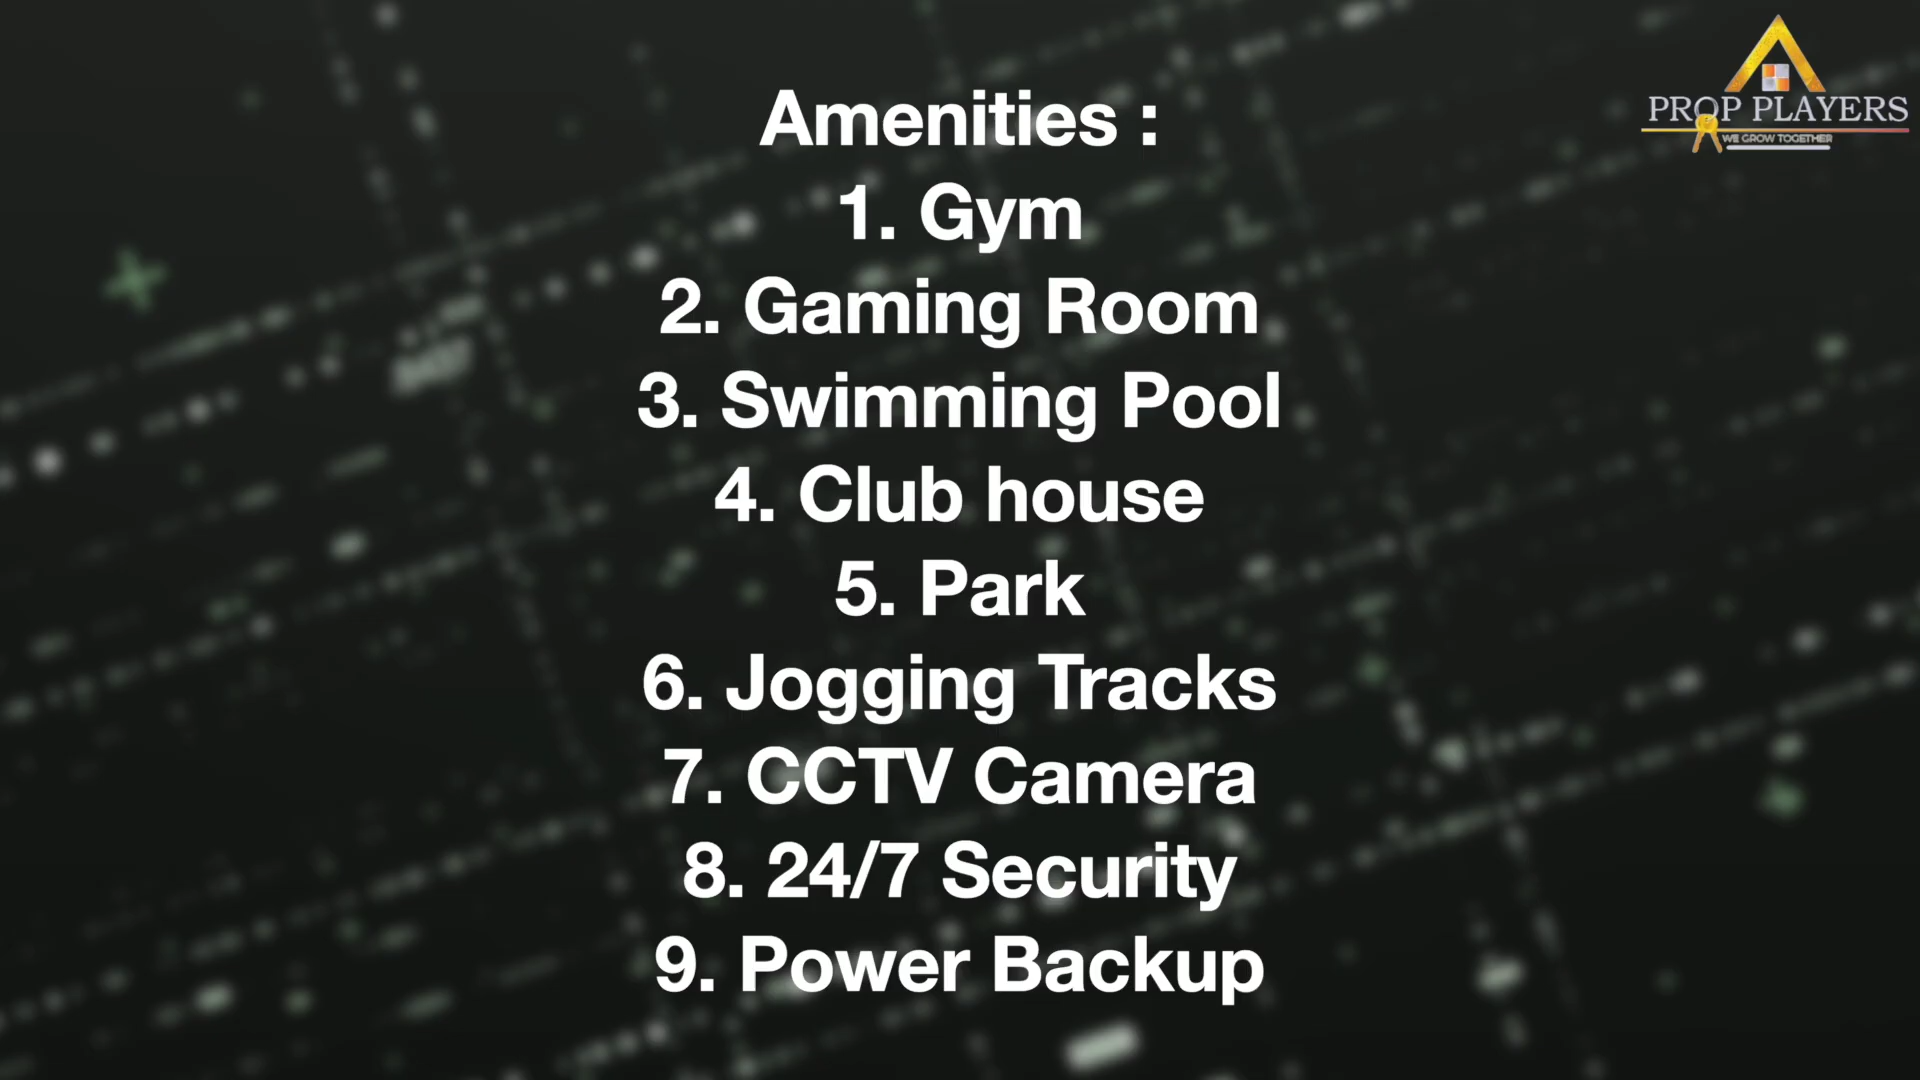 Amenities :
1. Gym
2. Gaming Room
3. Swimming Pool
4. Club house
5. Park
6. Jogging Tracks
7. CCTV Camera
8. 24/7 Security
9. Power Backup
PROP PLAYERS
WE GROW TOGETHER